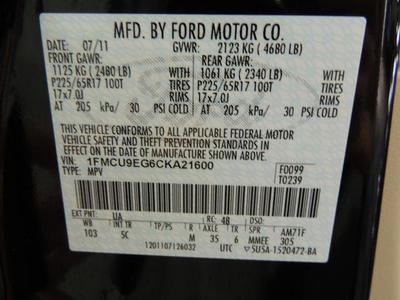 MFD. BY FORD MOTOR CO.
DATE: 07/11 GVWR: 2123 KG (4680 LB)
FRONT GAWR: REAR GAWR:
1125 KG (2480 LB) 1061 KG (2340 LB)
P225/65R17 100T TIRES P225/65R17 100T TIRES
17x7.0J RIMS 17x7.0J RIMS
AT 205 kPa/ 30 PSI COLD AT 205 kPa/ 30 PSI COLD
THIS VEHICLE CONFORMS TO ALL APPLICABLE FEDERAL MOTOR
VEHICLE SAFETY AND THEFT PREVENTION STANDARDS IN EFFECT
ON THE DATE OF MANUFACTURE SHOWN ABOVE.
VIN: 1FMCU9EG6CKA21600 F0099
TYPE: MPV T0239
EXT PNT: UA RC: 48 DSO:
WB INT TR TP/PS R AXLE TR SPR AM71F
103 5C M 35 6 MMEE 305
1201107126032 UTC 5U5A-1520472-BA